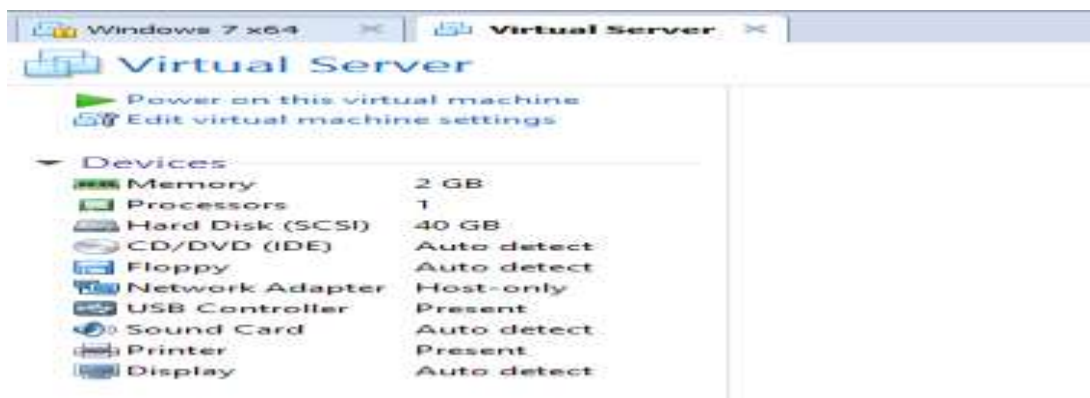 Windows 7 x64 Virtual Server
Virtual Server
Power on this virtual machine
Edit virtual machine settings
Devices
Memory 2 GB
Processors 1
Hard Disk (SCSI) 40 GB
CD/DVD (IDE) Auto detect
Floppy Auto detect
Network Adapter Host-only
USB Controller Present
Sound Card Auto detect
Printer Present
Display Auto detect